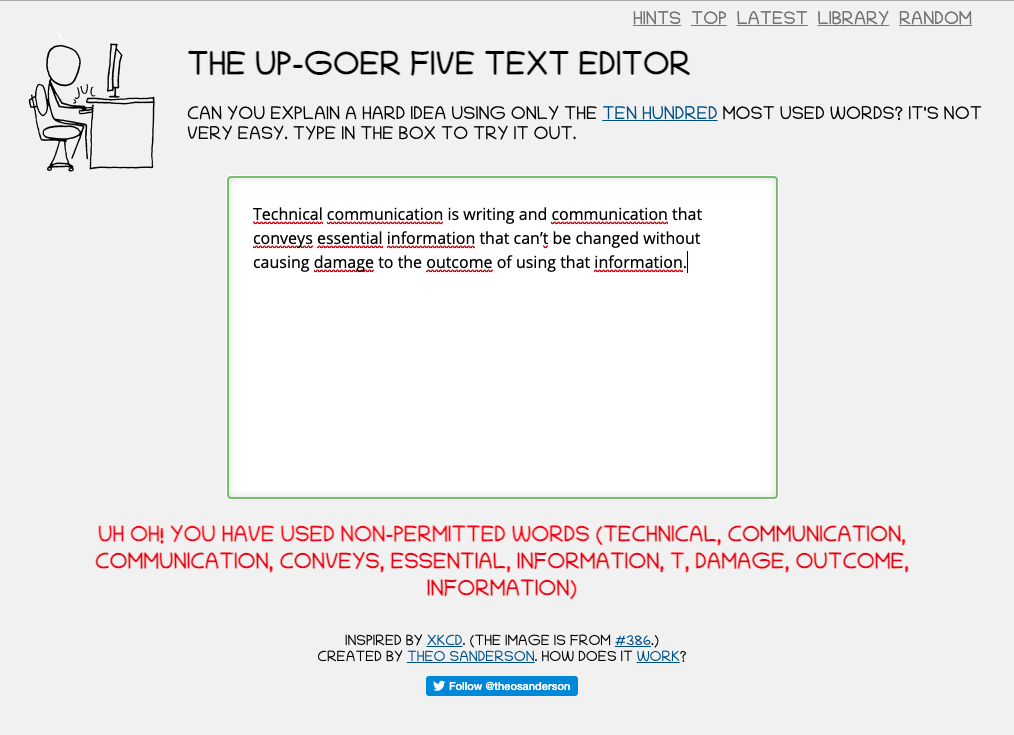 HINTS TOP LATEST LIBRARY RANDOM
THE UP-GOER FIVE TEXT EDITOR
CAN YOU EXPLAIN A HARD IDEA USING ONLY THE TEN HUNDRED MOST USED WORDS? IT'S NOT
VERY EASY. TYPE IN THE BOX TO TRY IT OUT.
Technical communication is writing and communication that
conveys essential information that can’t be changed without
causing damage to the outcome of using that information.
UH OH! YOU HAVE USED NON-PERMITTED WORDS (TECHNICAL, COMMUNICATION,
COMMUNICATION, CONVEYS, ESSENTIAL, INFORMATION, T, DAMAGE, OUTCOME,
INFORMATION)
INSPIRED BY XKCD. (THE IMAGE IS FROM #386.)
CREATED BY THEO SANDERSON. HOW DOES IT WORK?
Follow @theosanderson